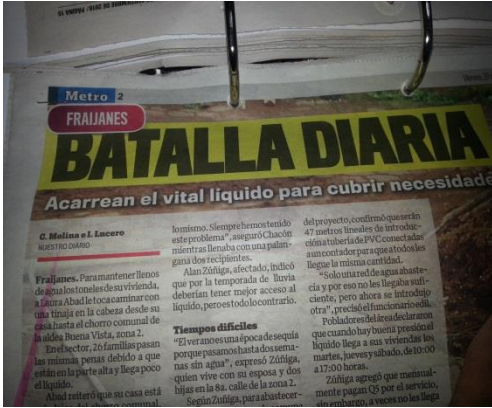 TIEMBRE DE 2018 / PÁGINA 15
Metro 2
FRAIJANES
BATALLA DIARIA
Acarrean el vital líquido para cubrir necesidade
C. Molina e I. Lucero
NUESTRO DIARIO
Fraijanes. Para mantener llenos
de agua los toneles de su vivienda,
a Laura Abad le toca caminar con
una tinaja en la cabeza desde su
casa hasta el chorro comunal de
la aldea Buena Vista, zona 2.
En el sector, 26 familias pasan
las mismas penas debido a que
están en la parte alta y llega poco
el líquido.
Abad reiteró que su casa está
del chorro comunal,
lo mismo. Siempre hemos tenido
este problema", aseguró Chacón
mientras llenaba con una palan-
gana dos recipientes.
Alan Zúñiga, afectado, indicó
que por la temporada de lluvia
deberían tener mejor acceso al
líquido, pero es todo lo contrario.
Tiempos difíciles
"El verano es una época de sequía
porque pasamos hasta dos sema-
nas sin agua", expresó Zúñiga,
quien vive con su esposa y dos
hijos en la 8a. calle de la zona 2.
Según Zuñiga, para abastecer-
del proyecto, confirmó que serán
47 metros lineales de introduc-
ción a tubería de PVC conectadas
a un contador para que a todos les
llegue la misma cantidad.
"Solo una red de agua abaste-
cía y por eso no les llegaba sufi-
ciente, pero ahora se introdujo
otra", precisó el funcionario edil.
Pobladores del área declararon
que cuando hay buena presión el
líquido llega a sus viviendas los
martes, jueves y sábado, de 10:00
a 17:00 horas.
Zúñiga agregó que mensual-
mente pagan Q5 por el servicio,
sin embargo, a veces no les llega